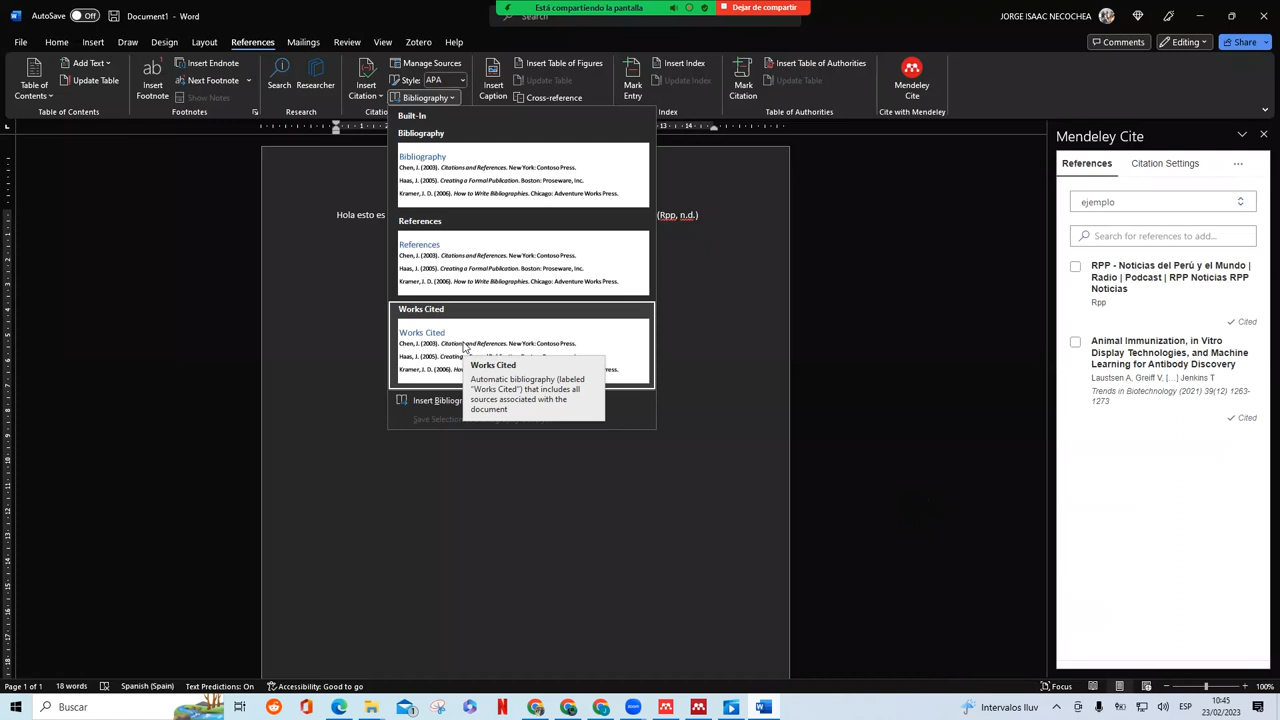 AutoSave Off Document1 - Word
Está compartiendo la pantalla
Dejar de compartir
Search
JORGE ISAAC NECOCHEA
File Home Insert Draw Design Layout References Mailings Review View Zotero Help
Comments Editing Share
Table of Contents
Add Text
Update Table
Table of Contents
Insert Footnote
Insert Endnote
Next Footnote
Show Notes
Footnotes
Search
Researcher
Research
Insert Citation
Manage Sources
Style: APA
Bibliography
Insert Caption
Insert Table of Figures
Update Table
Cross-reference
Mark Entry
Insert Index
Update Index
Index
Mark Citation
Insert Table of Authorities
Update Table
Table of Authorities
Mendeley Cite
Mendeley Cite
Built-In
Bibliography
Bibliography
Chen, J. (2003). Citations and References. New York: Contoso Press.
Haas, J. (2005). Creating a Formal Publication. Boston: Proseware, Inc.
Kramer, J. D. (2006). How to Write Bibliographies. Chicago: Adventure Works Press.
References
References
Chen, J. (2003). Citations and References. New York: Contoso Press.
Haas, J. (2005). Creating a Formal Publication. Boston: Proseware, Inc.
Kramer, J. D. (2006). How to Write Bibliographies. Chicago: Adventure Works Press.
Works Cited
Works Cited
Chen, J. (2003). Citations and References. New York: Contoso Press.
Haas, J. (2005). Creating
Kramer, J. D. (2006).
Works Cited
Automatic bibliography (labeled
"Works Cited") that includes all
sources associated with the
document
Insert Bibliogr
Hola esto es (Rpp, n.d.)
Mendeley Cite
References Citation Settings
ejemplo
Search for references to add...
RPP - Noticias del Perú y el Mundo |
Radio | Podcast | RPP Noticias RPP
Noticias
Rpp
Cited
Animal Immunization, in Vitro
Display Technologies, and Machine
Learning for Antibody Discovery
Laustsen A, Greiff V, [...] Jenkins T
Trends in Biotechnology (2021) 39(12) 1263-
1273
Cited
Page 1 of 1 18 words Spanish (Spain) Text Predictions: On Accessibility: Good to go Focus 100%
Buscar
Intervalos lluv
ESP
10:45
23/02/2023